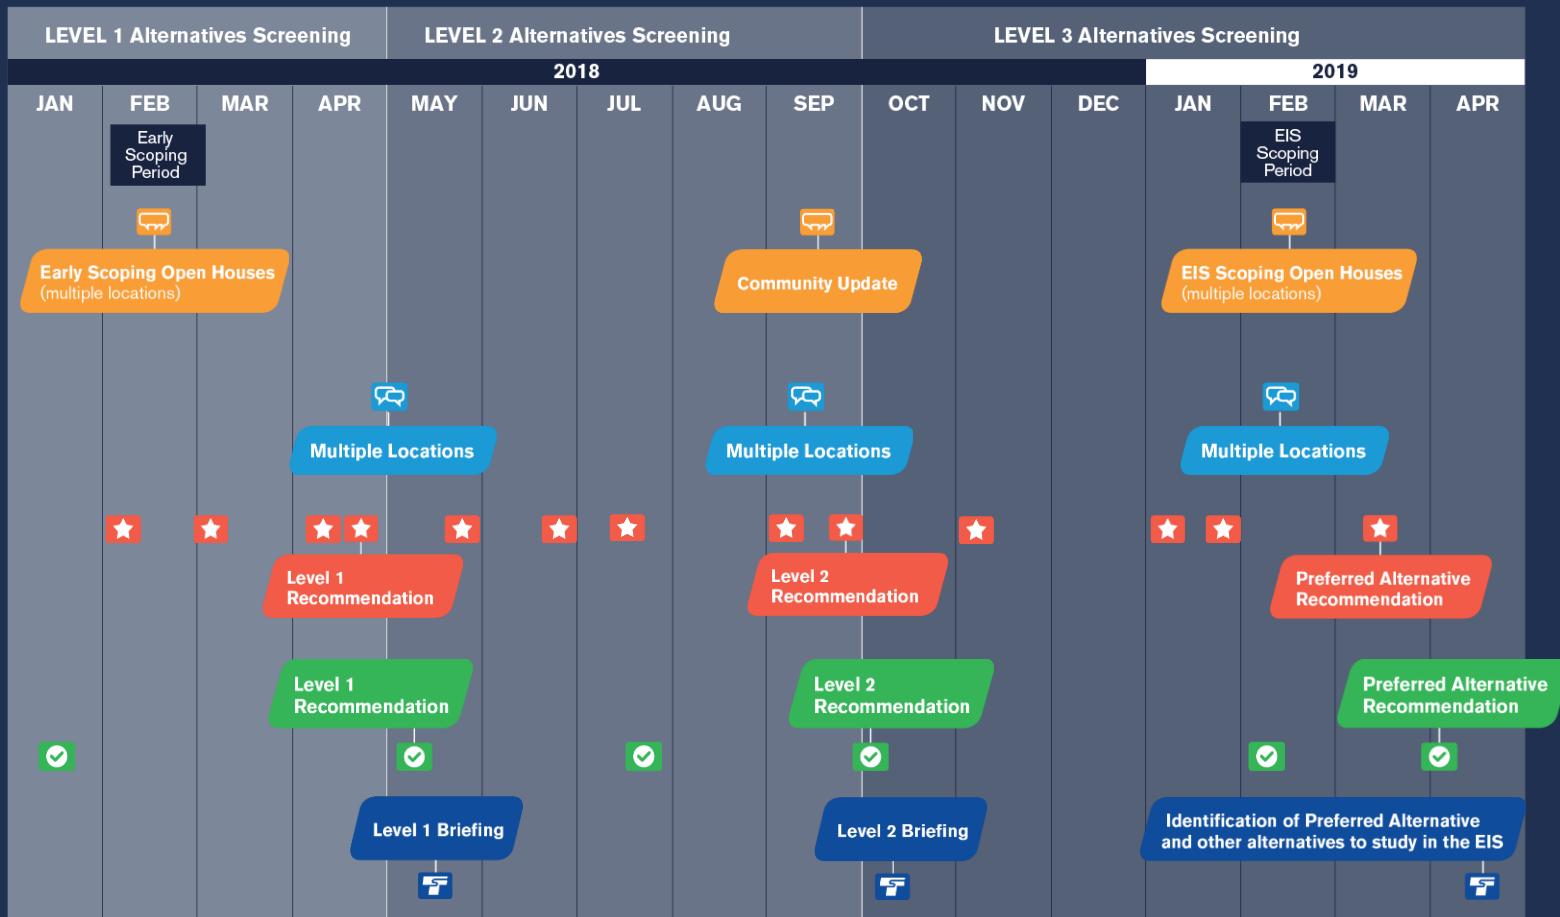 LEVEL 1 Alternatives Screening
LEVEL 2 Alternatives Screening
LEVEL 3 Alternatives Screening
2018
2019
JAN
FEB
MAR
APR
MAY
JUN
JUL
AUG
SEP
OCT
NOV
DEC
JAN
FEB
MAR
APR
Early
Scoping
Period
EIS
Scoping
Period
Early Scoping Open Houses
(multiple locations)
Community Update
EIS Scoping Open Houses
(multiple locations)
Multiple Locations
Multiple Locations
Multiple Locations
Level 1
Recommendation
Level 2
Recommendation
Preferred Alternative
Recommendation
Level 1
Recommendation
Level 2
Recommendation
Preferred Alternative
Recommendation
Level 1 Briefing
Level 2 Briefing
Identification of Preferred Alternative
and other alternatives to study in the EIS